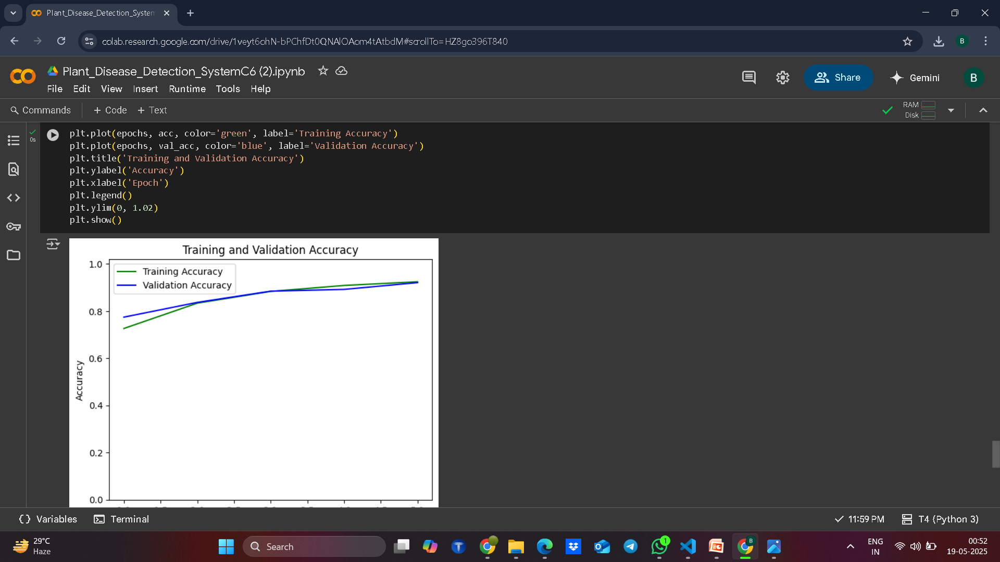 Plant_Disease_Detection_System
colab.research.google.com/drive/1veyt6ohN-bPChfDt0QNAlOAom4tAtbdM#scrollTo=HZ8go396T840
B
Plant_Disease_Detection_SystemC6 (2).ipynb
File Edit View Insert Runtime Tools Help
Share
Gemini
B
Commands + Code + Text
RAM
Disk
0s
plt.plot(epochs, acc, color='green', label='Training Accuracy')
plt.plot(epochs, val_acc, color='blue', label='Validation Accuracy')
plt.title('Training and Validation Accuracy')
plt.ylabel('Accuracy')
plt.xlabel('Epoch')
plt.legend()
plt.ylim(0, 1.02)
plt.show()
Training and Validation Accuracy
Training Accuracy
Validation Accuracy
1.0
0.8
0.6
0.4
0.2
0.0
Accuracy
Variables Terminal
11:59 PM T4 (Python 3)
29°C
Haze
Search
1
B
ENG
IN
00:52
19-05-2025